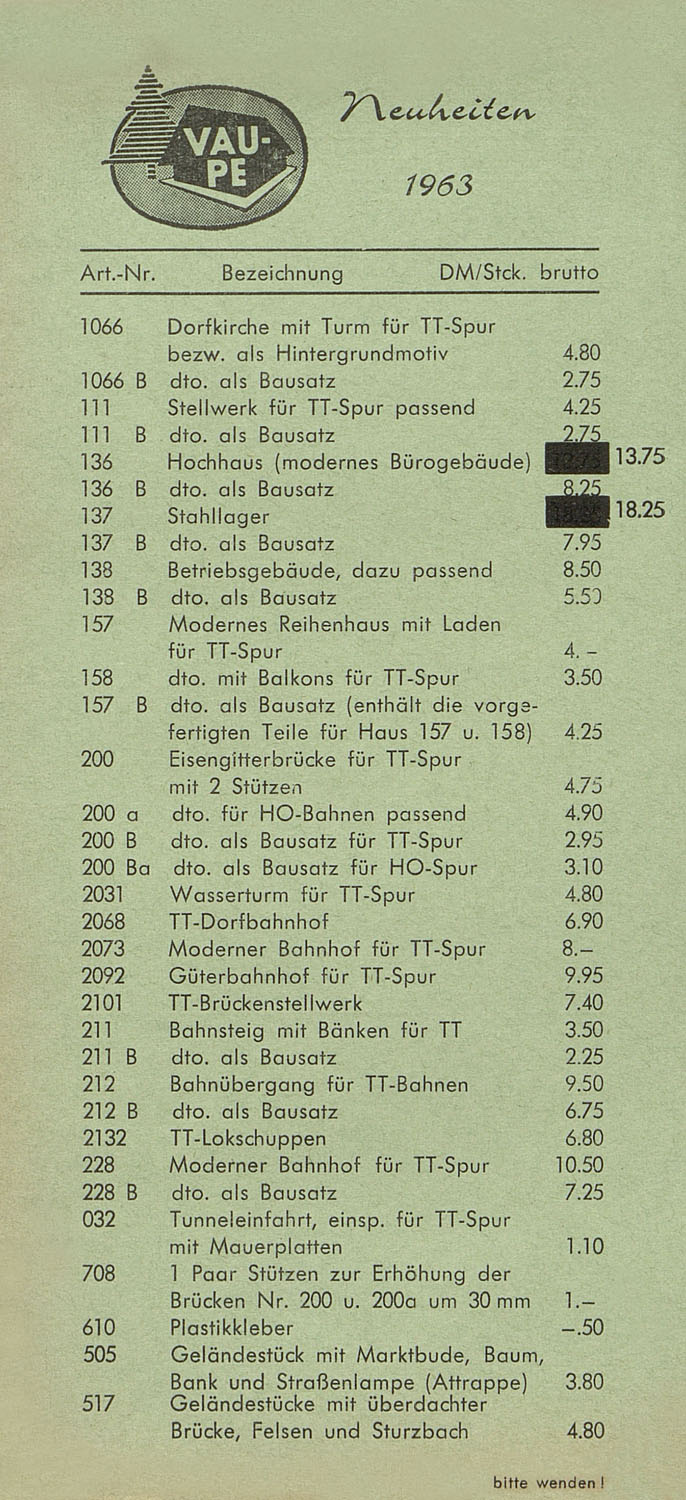 VAU-
PE
Neuheiten
1963
Art.-Nr. Bezeichnung DM/Stck. brutto
1066 Dorfkirche mit Turm für TT-Spur
bezw. als Hintergrundmotiv 4.80
1066 B dto. als Bausatz 2.75
111 Stellwerk für TT-Spur passend 4.25
111 B dto. als Bausatz 2.75
136 Hochhaus (modernes Bürogebäude) 13.75
136 B dto. als Bausatz 8.25
137 Stahllager 18.25
137 B dto. als Bausatz 7.95
138 Betriebsgebäude, dazu passend 8.50
138 B dto. als Bausatz 5.50
157 Modernes Reihenhaus mit Laden
für TT-Spur 4. –
158 dto. mit Balkons für TT-Spur 3.50
157 B dto. als Bausatz (enthält die vorge-
fertigten Teile für Haus 157 u. 158) 4.25
200 Eisengitterbrücke für TT-Spur
mit 2 Stützen 4.75
200 a dto. für HO-Bahnen passend 4.90
200 B dto. als Bausatz für TT-Spur 2.95
200 Ba dto. als Bausatz für HO-Spur 3.10
2031 Wasserturm für TT-Spur 4.80
2068 TT-Dorfbahnhof 6.90
2073 Moderner Bahnhof für TT-Spur 8.–
2092 Güterbahnhof für TT-Spur 9.95
2101 TT-Brückenstellwerk 7.40
211 Bahnsteig mit Bänken für TT 3.50
211 B dto. als Bausatz 2.25
212 Bahnübergang für TT-Bahnen 9.50
212 B dto. als Bausatz 6.75
2132 TT-Lokschuppen 6.80
228 Moderner Bahnhof für TT-Spur 10.50
228 B dto. als Bausatz 7.25
032 Tunneleinfahrt, einsp. für TT-Spur
mit Mauerplatten 1.10
708 1 Paar Stützen zur Erhöhung der
Brücken Nr. 200 u. 200a um 30 mm 1.–
610 Plastikkleber –.50
505 Geländestück mit Marktbude, Baum,
Bank und Straßenlampe (Attrappe) 3.80
517 Geländestücke mit überdachter
Brücke, Felsen und Sturzbach 4.80
bitte wenden!